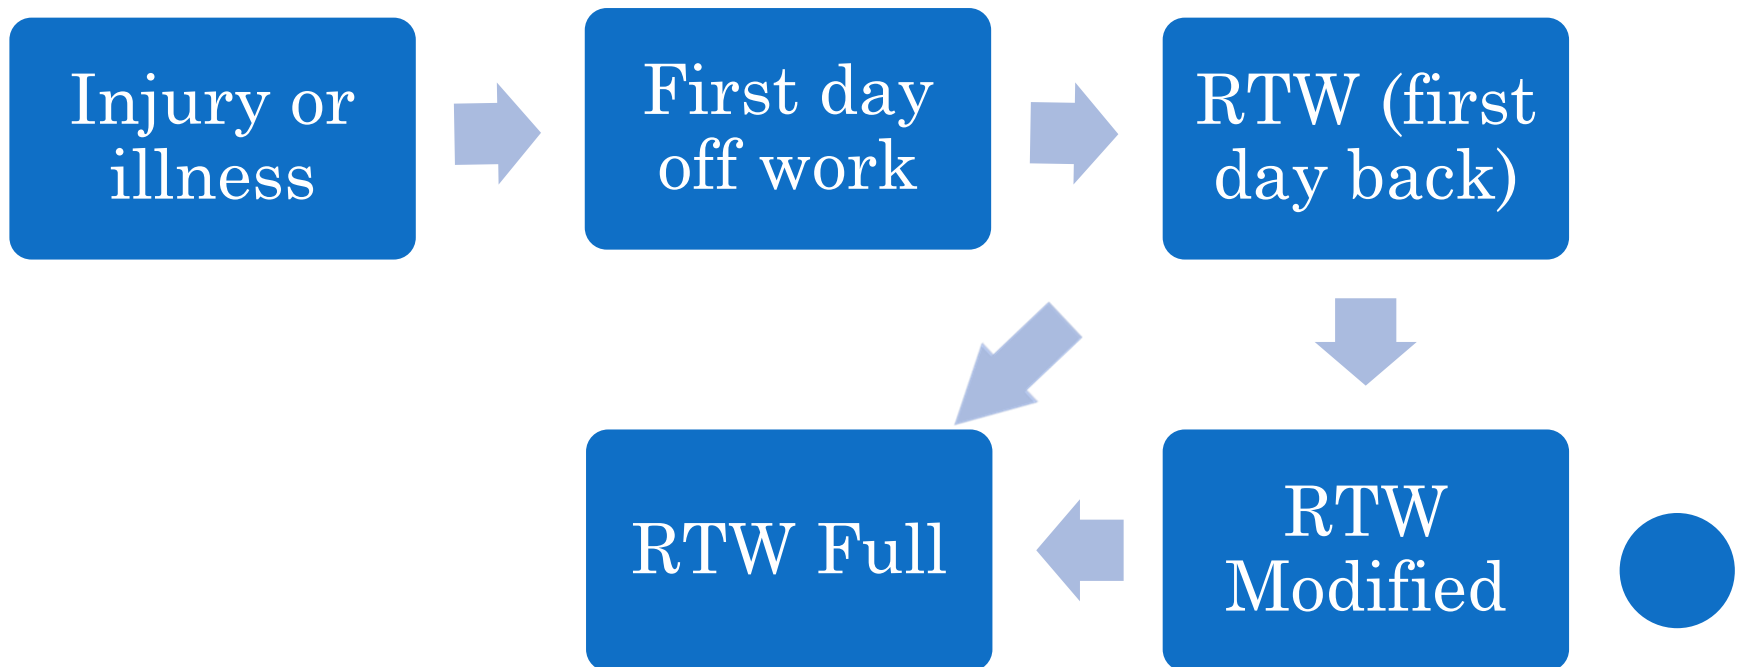 Injury or
illness
First day
off work
RTW (first
day back)
RTW Full
RTW
Modified